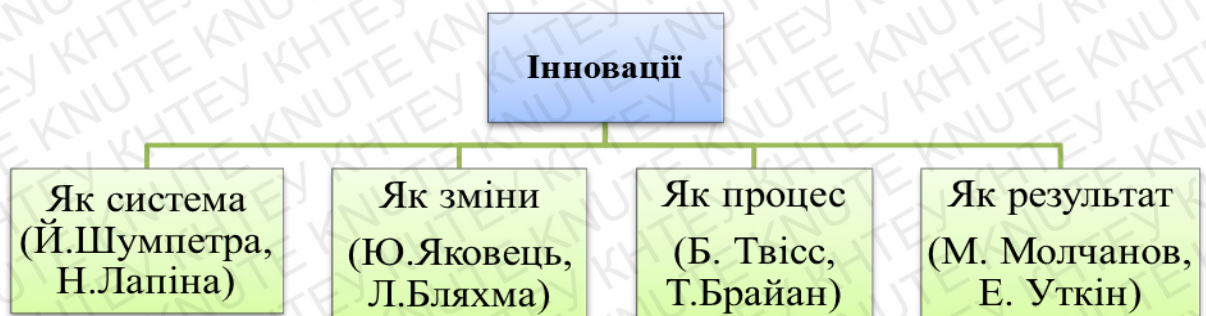 Інновації
Як система
(Й.Шумпетра,
Н.Лапіна)
Як зміни
(Ю.Яковець,
Л.Бляхма)
Як процес
(Б. Твісс,
Т.Брайан)
Як результат
(М. Молчанов,
Е. Уткін)